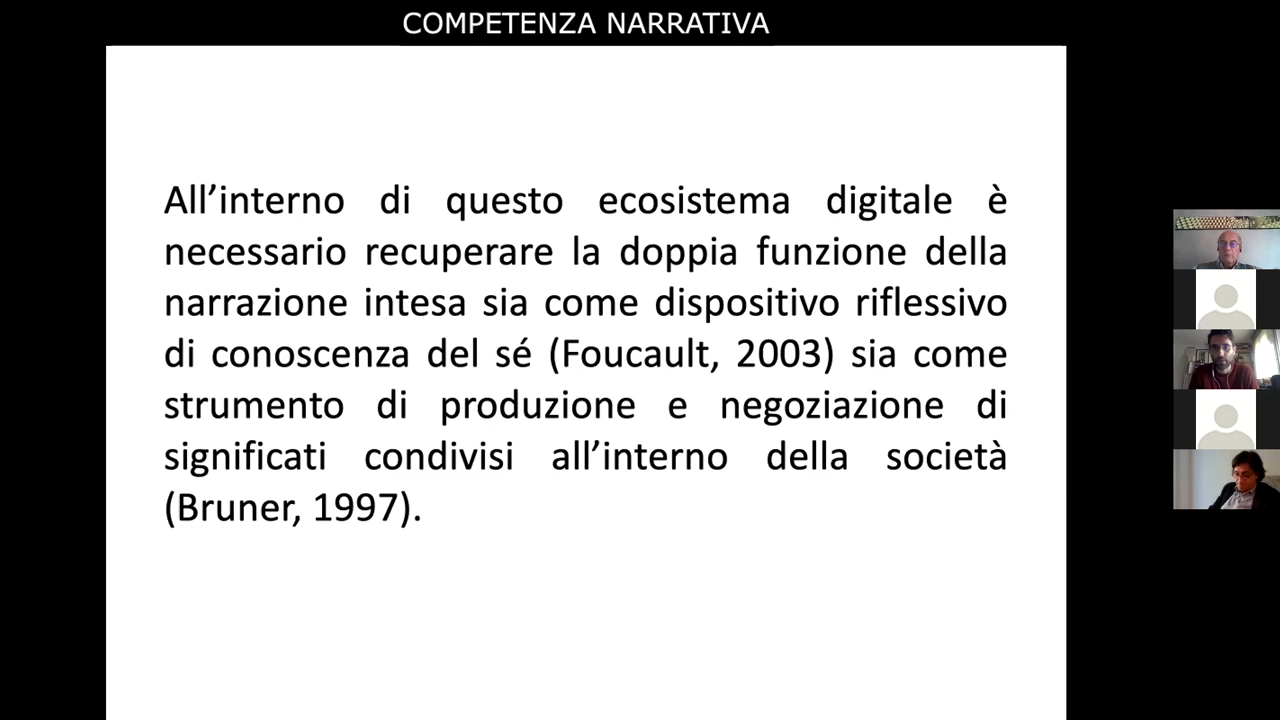 COMPETENZA NARRATIVA
All’interno di questo ecosistema digitale è
necessario recuperare la doppia funzione della
narrazione intesa sia come dispositivo riflessivo
di conoscenza del sé (Foucault, 2003) sia come
strumento di produzione e negoziazione di
significati condivisi all’interno della società
(Bruner, 1997).